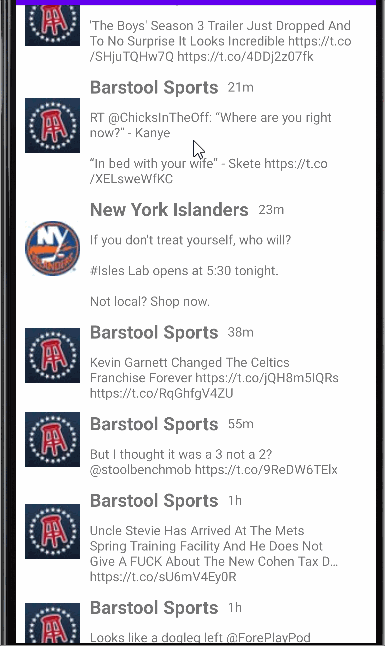 'The Boys' Season 3 Trailer Just Dropped And
To No Surprise It Looks Incredible https://t.co
/SHjuTQHw7Q https://t.co/4DDj2z07fk
Barstool Sports 21m
RT @ChicksInTheOff: “Where are you right
now?” - Kanye
“In bed with your wife” - Skete https://t.co
/XELsweWfKC
New York Islanders 23m
NY
ISLANDERS
If you don't treat yourself, who will?
#Isles Lab opens at 5:30 tonight.
Not local? Shop now.
Barstool Sports 38m
Kevin Garnett Changed The Celtics
Franchise Forever https://t.co/jQH8m5IQRs
https://t.co/RqGhfgV4ZU
Barstool Sports 55m
But I thought it was a 3 not a 2?
@stoolbenchmob https://t.co/9ReDW6TElx
Barstool Sports 1h
Uncle Stevie Has Arrived At The Mets
Spring Training Facility And He Does Not
Give A FUCK About The New Cohen Tax D...
https://t.co/sU6mV4Ey0R
Barstool Sports 1h
Looks like a dogleg left @ForePlayPod